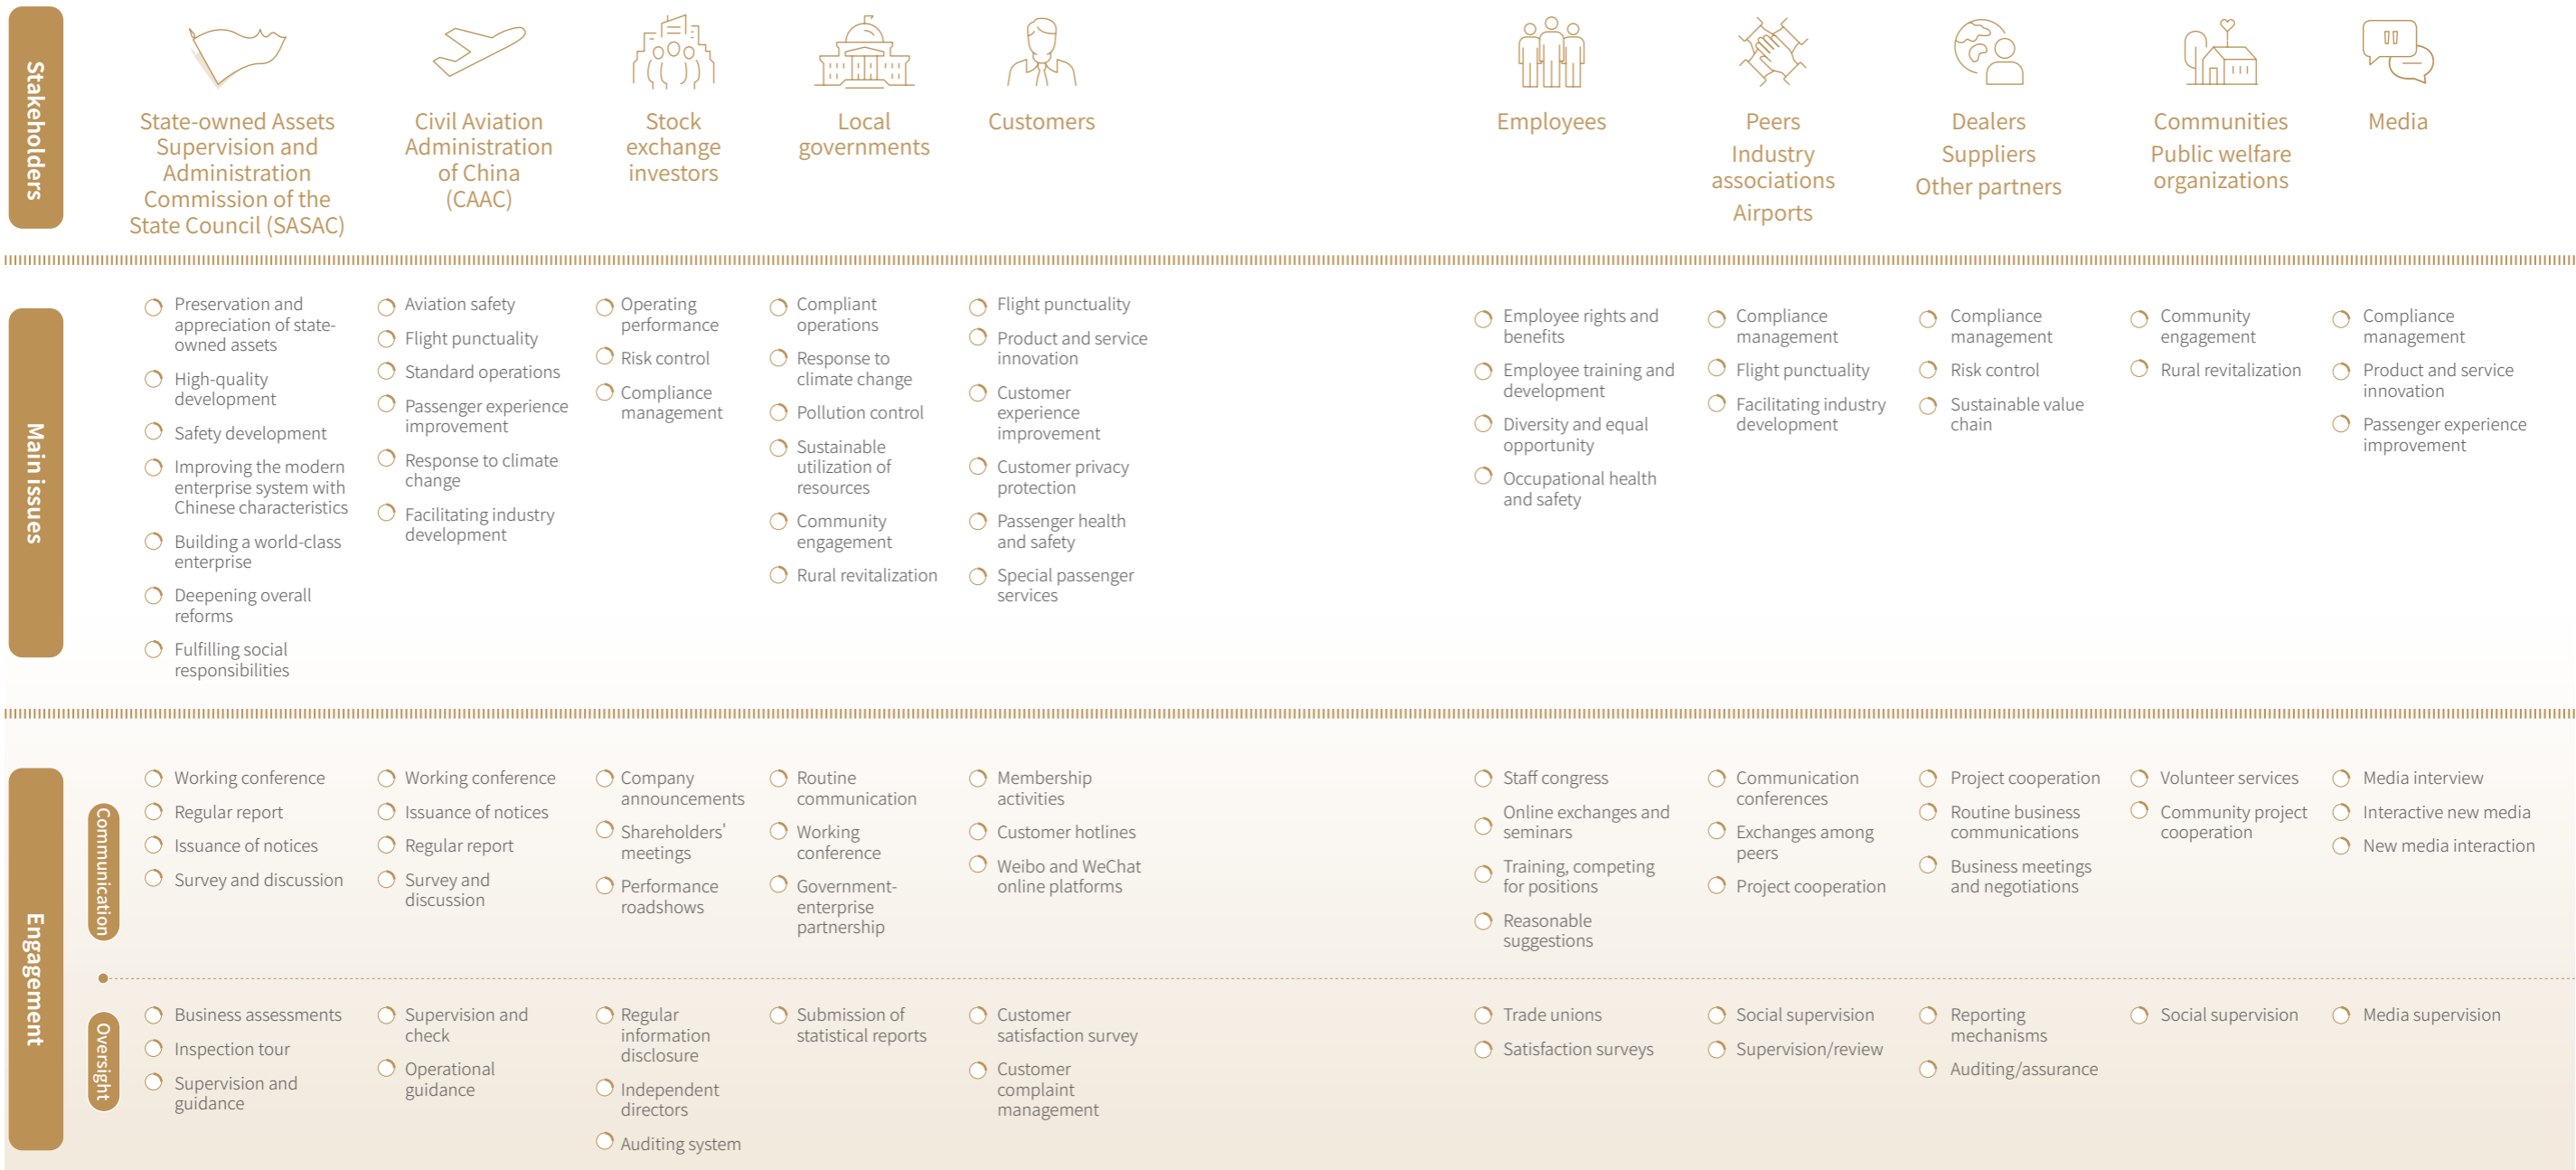 Stakeholders
State-owned Assets
Supervision and
Administration
Commission of the
State Council (SASAC)
Civil Aviation
Administration
of China
(CAAC)
Stock
exchange
investors
Local
governments
Customers
Employees
Peers
Industry
associations
Airports
Dealers
Suppliers
Other partners
Communities
Public welfare
organizations
Media
Main issues
Preservation and
appreciation of state-
owned assets
High-quality
development
Safety development
Improving the modern
enterprise system with
Chinese characteristics
Building a world-class
enterprise
Deepening overall
reforms
Fulfilling social
responsibilities
Aviation safety
Flight punctuality
Standard operations
Passenger experience
improvement
Response to climate
change
Facilitating industry
development
Operating
performance
Risk control
Compliance
management
Compliant
operations
Response to
climate change
Pollution control
Sustainable
utilization of
resources
Community
engagement
Rural revitalization
Flight punctuality
Product and service
innovation
Customer
experience
improvement
Customer privacy
protection
Passenger health
and safety
Special passenger
services
Employee rights and
benefits
Employee training and
development
Diversity and equal
opportunity
Occupational health
and safety
Compliance
management
Flight punctuality
Facilitating industry
development
Compliance
management
Risk control
Sustainable value
chain
Community
engagement
Rural revitalization
Compliance
management
Product and service
innovation
Passenger experience
improvement
Engagement
Communication
Working conference
Regular report
Issuance of notices
Survey and discussion
Working conference
Issuance of notices
Regular report
Survey and
discussion
Company
announcements
Shareholders'
meetings
Performance
roadshows
Routine
communication
Working
conference
Government-
enterprise
partnership
Membership
activities
Customer hotlines
Weibo and WeChat
online platforms
Staff congress
Online exchanges and
seminars
Training, competing
for positions
Reasonable
suggestions
Communication
conferences
Exchanges among
peers
Project cooperation
Project cooperation
Routine business
communications
Business meetings
and negotiations
Volunteer services
Community project
cooperation
Media interview
Interactive new media
New media interaction
Oversight
Business assessments
Inspection tour
Supervision and
guidance
Supervision and
check
Operational
guidance
Regular
information
disclosure
Independent
directors
Auditing system
Submission of
statistical reports
Customer
satisfaction survey
Customer
complaint
management
Trade unions
Satisfaction surveys
Social supervision
Supervision/review
Reporting
mechanisms
Auditing/assurance
Social supervision
Media supervision